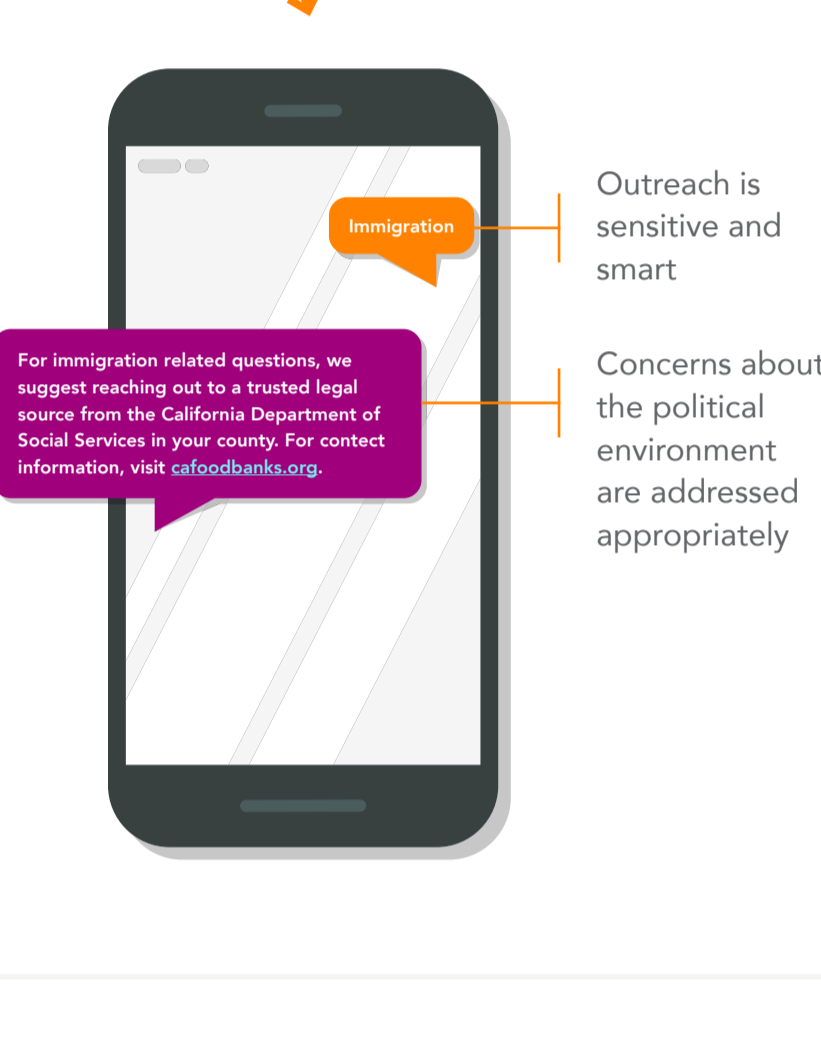 Immigration
Outreach is
sensitive and
smart
For immigration related questions, we
suggest reaching out to a trusted legal
source from the California Department of
Social Services in your county. For contect
information, visit cafoodbanks.org.
Concerns about
the political
environment
are addressed
appropriately